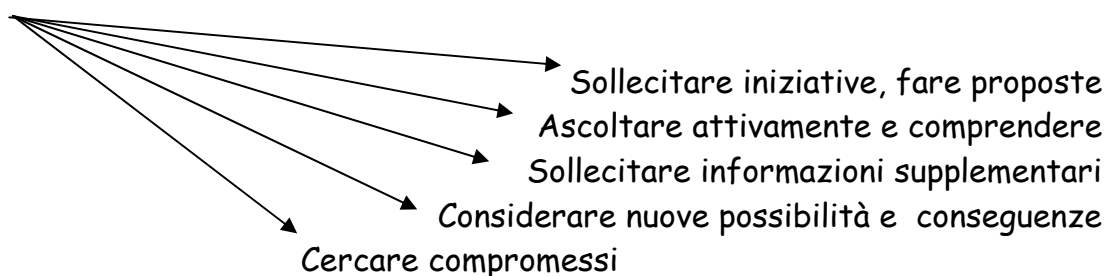 Sollecitare iniziative, fare proposte
Ascoltare attivamente e comprendere
Sollecitare informazioni supplementari
Considerare nuove possibilità e conseguenze
Cercare compromessi